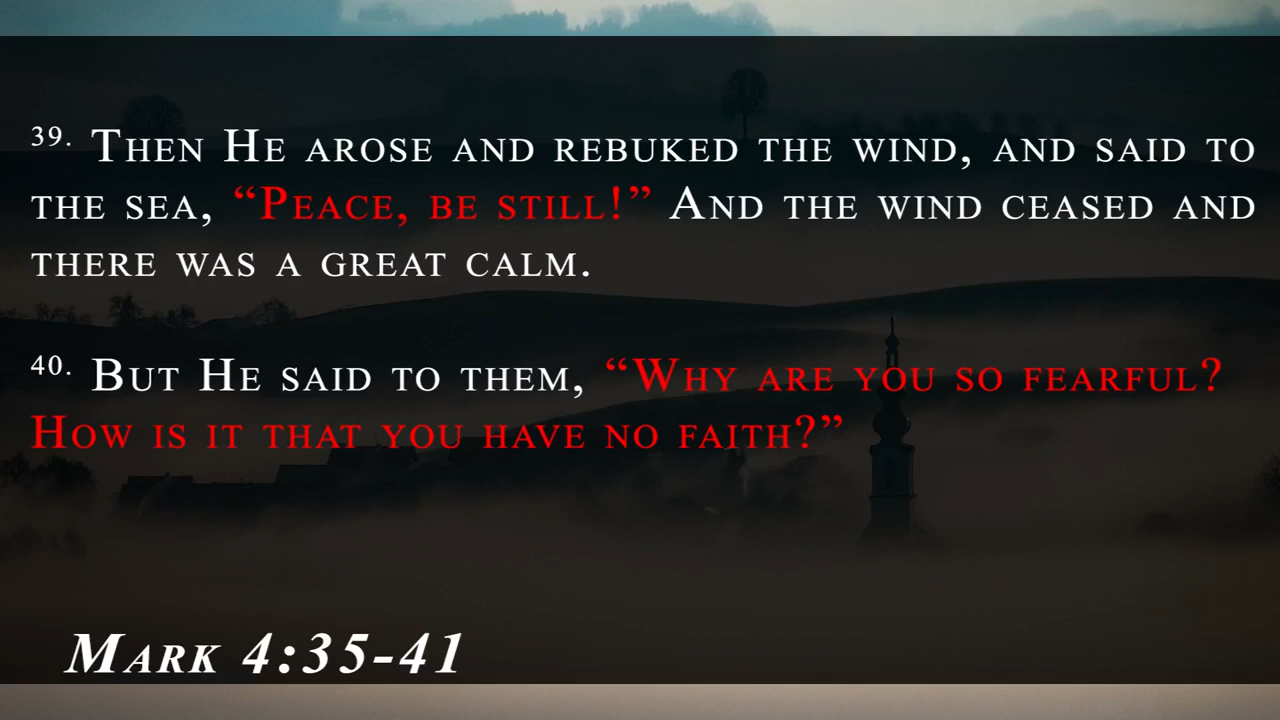 39. Then He arose and rebuked the wind, and said to
the sea, “Peace, be still!” And the wind ceased and
there was a great calm.
40. But He said to them, “Why are you so fearful?
How is it that you have no faith?”
Mark 4:35-41